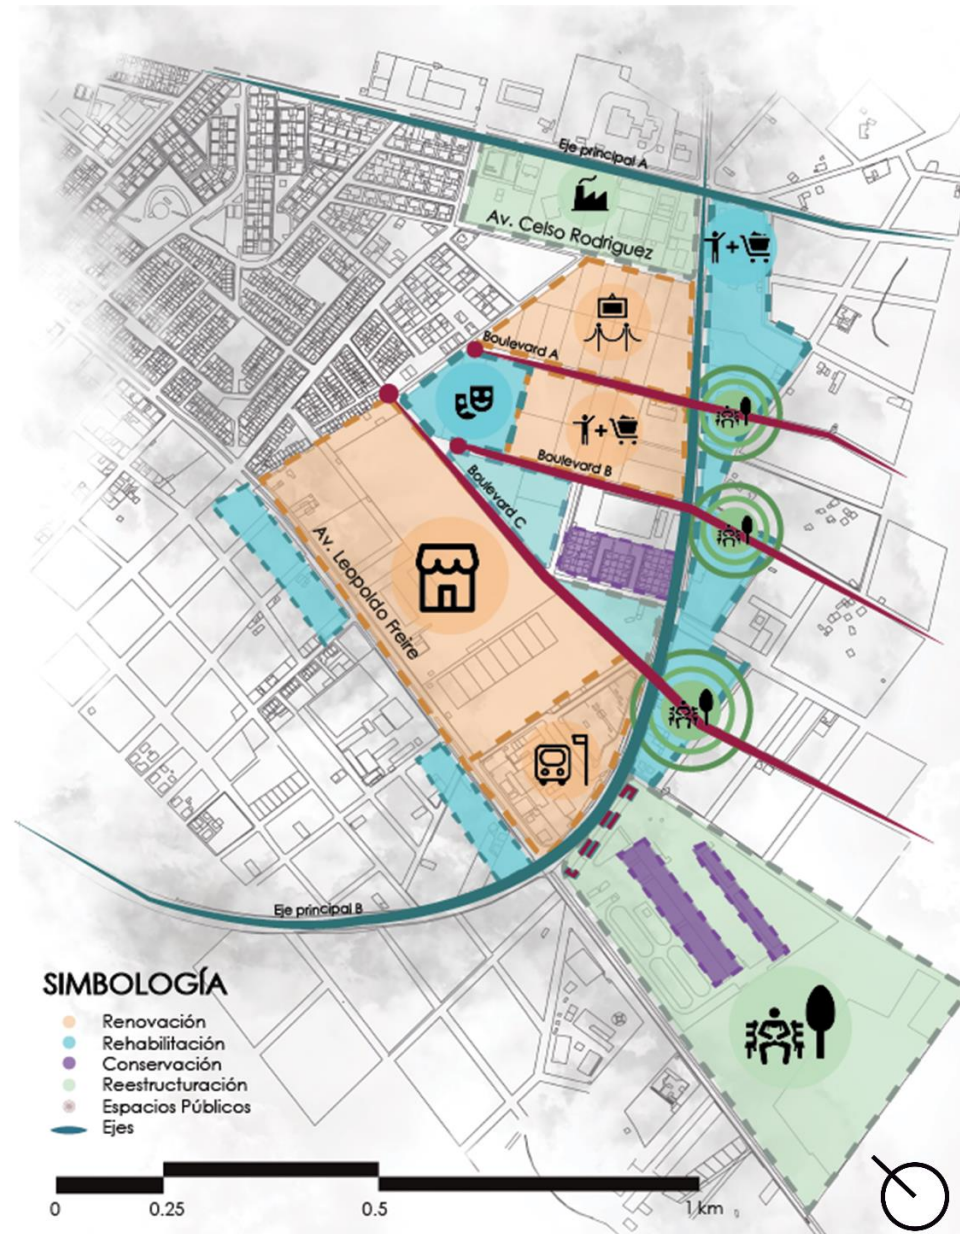 Eje principal A
Av. Celso Rodriguez
Boulevard A
Boulevard B
Boulevard C
Av. Leopoldo Freire
Eje principal B
SIMBOLOGÍA
Renovación
Rehabilitación
Conservación
Reestructuración
Espacios Públicos
Ejes
0
0.25
0.5
1 km